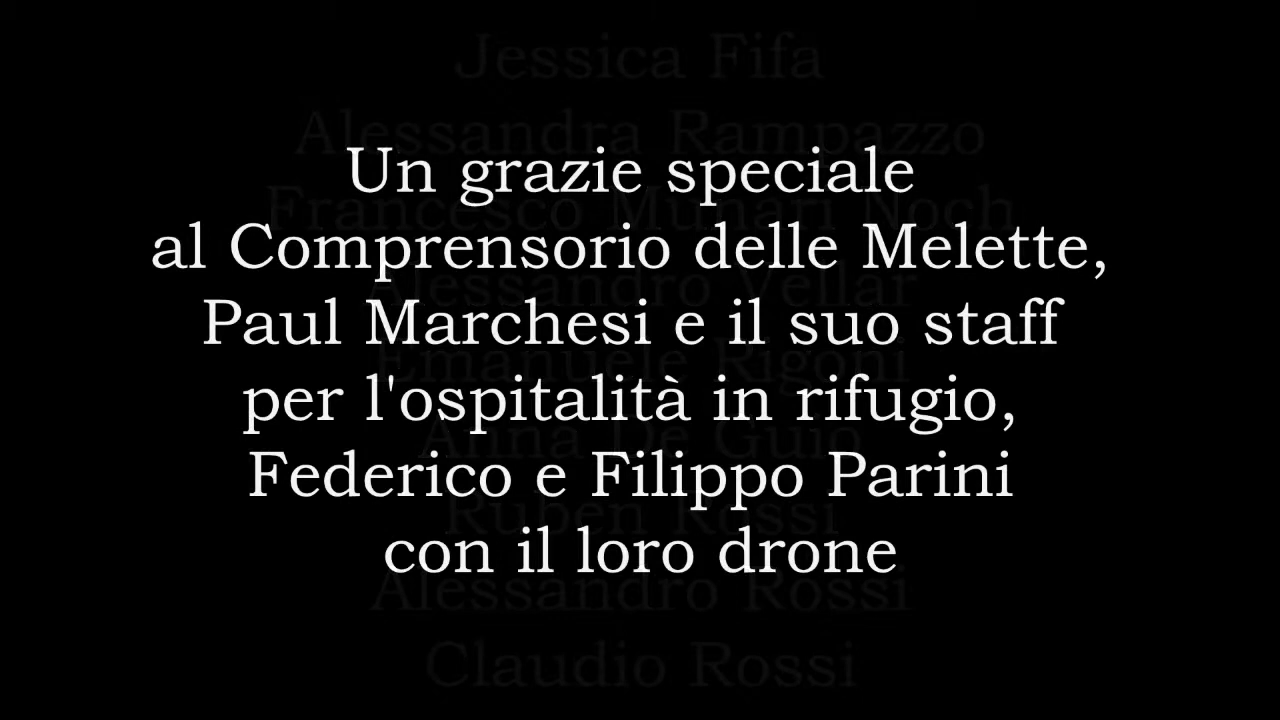 Jessica Fifa
Alessandra Rampazzo
Un grazie speciale
Francesco Munari Noch
al Comprensorio delle Melette,
Alessandro Vellar
Paul Marchesi e il suo staff
Emanuele Rigoni
per l'ospitalità in rifugio,
Anna De Guio
Federico e Filippo Parini
Ruben Rossi
con il loro drone
Alessandro Rossi
Claudio Rossi